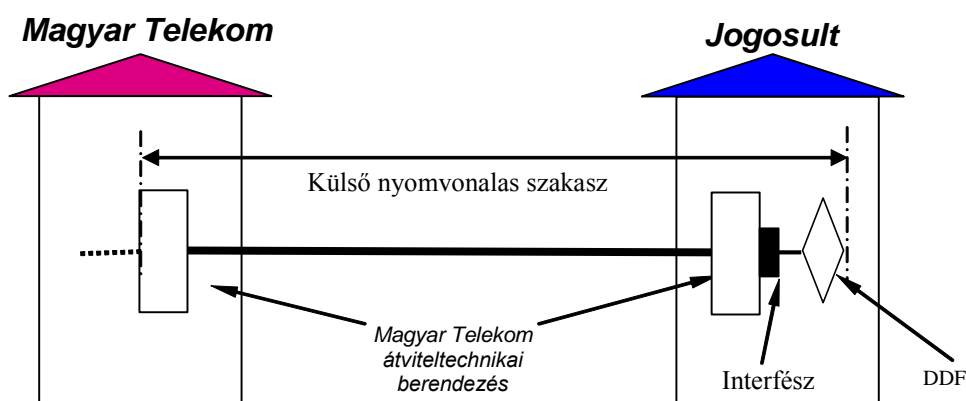 Magyar Telekom
Jogosult
Külső nyomvonalas szakasz
Magyar Telekom
átviteltechnikai
berendezés
Interfész
DDF